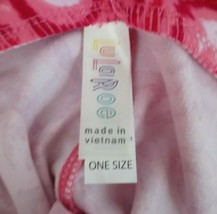 LuLaRoe
made in
vietnam
ONE SIZE